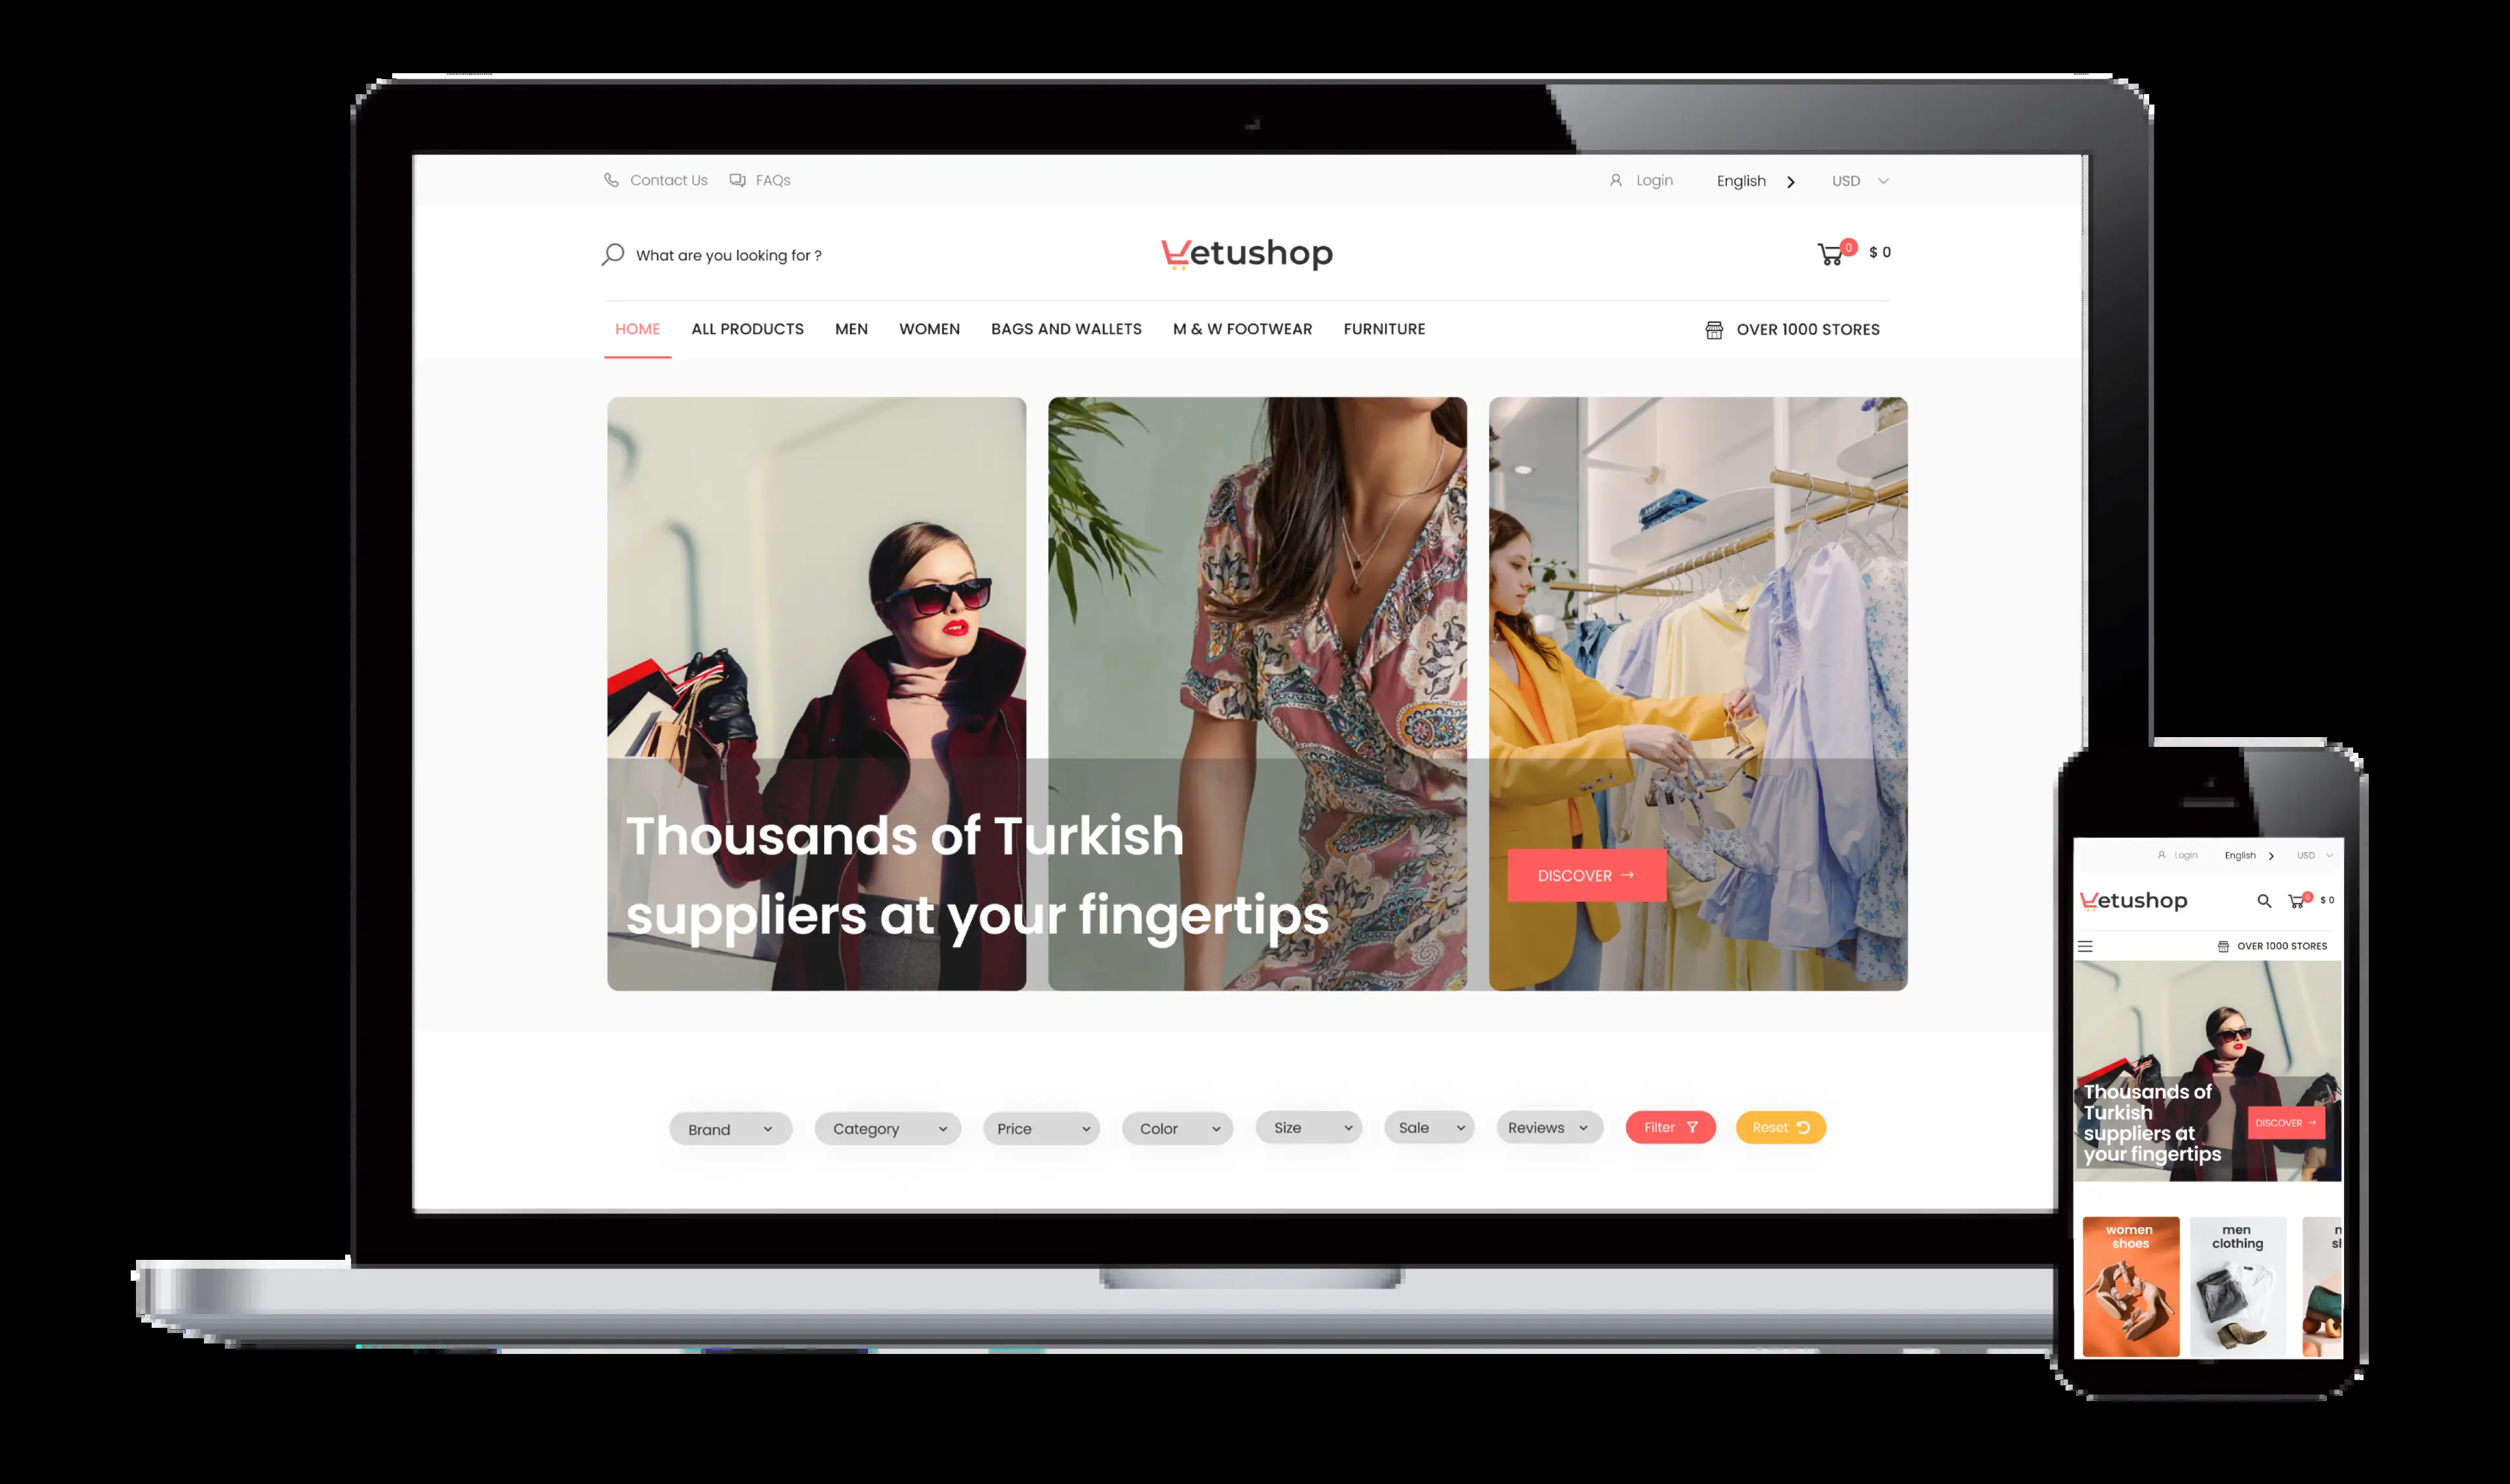 Contact Us FAQs Login English USD
What are you looking for ? Vetushop 0 $ 0
HOME ALL PRODUCTS MEN WOMEN BAGS AND WALLETS M & W FOOTWEAR FURNITURE OVER 1000 STORES
Thousands of Turkish
suppliers at your fingertips
DISCOVER →
Brand Category Price Color Size Sale Reviews Filter Reset
Login English USD
Vetushop 0 $ 0
OVER 1000 STORES
Thousands of
Turkish
suppliers at
your fingertips
DISCOVER →
women
shoes
men
clothing